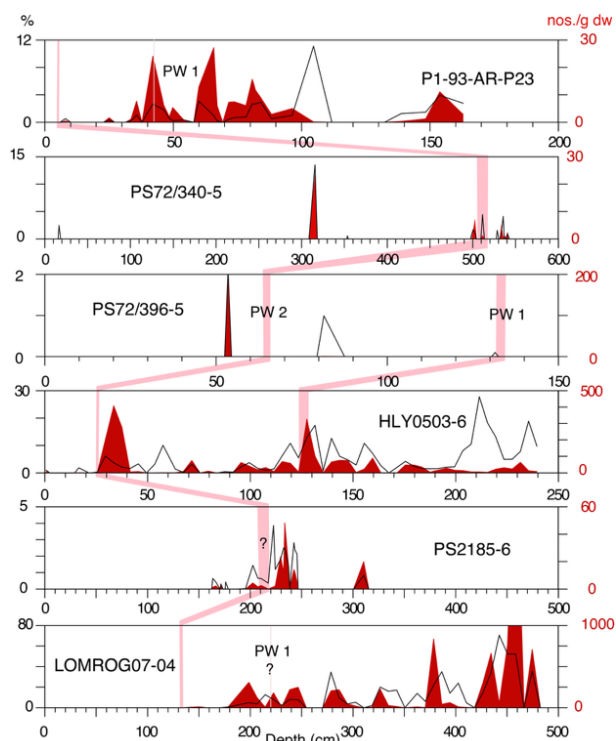 % nos./g dw
12 30
PW 1
P1-93-AR-P23
0 0
0 50 100 150 200
15 30
PS72/340-5
0 0
0 100 200 300 400 500 600
2 200
PS72/396-5
PW 2 PW 1
0 0
0 50 100 150
30 500
HLY0503-6
0 0
0 50 100 150 200 250
5 60
?
PS2185-6
0 0
0 100 200 300 400 500
80 1000
PW 1
LOMROG07-04
?
0 0
0 100 200 300 400 500
Depth (cm)